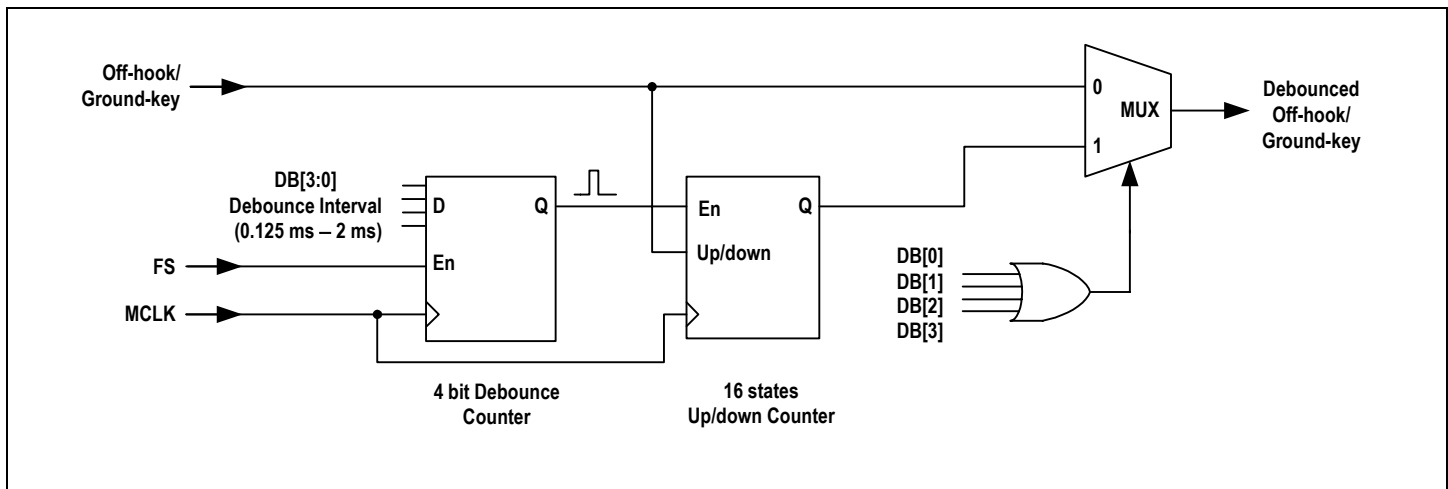 Off-hook/
Ground-key
0
MUX
1
Debounced
Off-hook/
Ground-key
DB[3:0]
Debounce Interval
(0.125 ms – 2 ms)
D
Q
En
FS
MCLK
En
Q
Up/down
DB[0]
DB[1]
DB[2]
DB[3]
4 bit Debounce
Counter
16 states
Up/down Counter